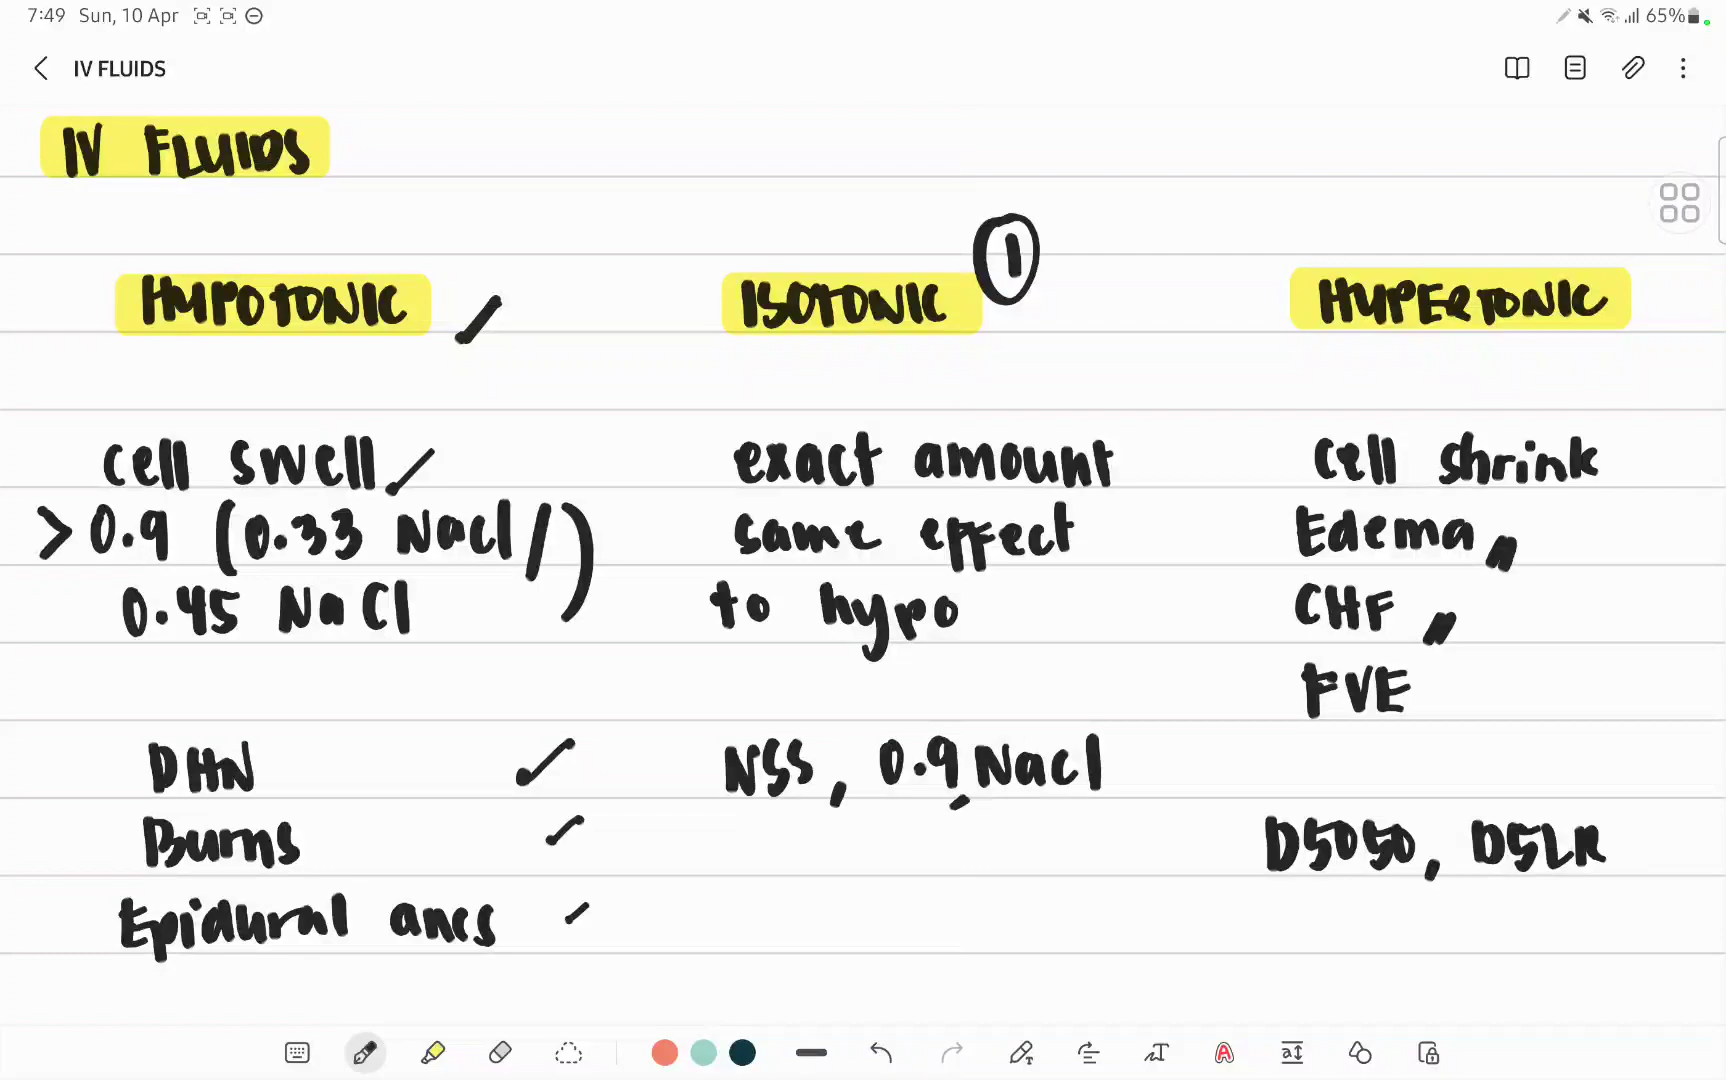 7:49 Sun, 10 Apr
65%
IV FLUIDS
IV FLUIDS
1
HYPOTONIC
ISOTONIC
HYPERTONIC
cell swell
> 0.9 (0.33 Nacl/)
0.45 NaCl
DHN
Burns
Epidural anes
exact amount
same effect
to hypo
NSS, 0.9 Nacl
Cell shrink
Edema
CHF
FVE
D5050, D5LR